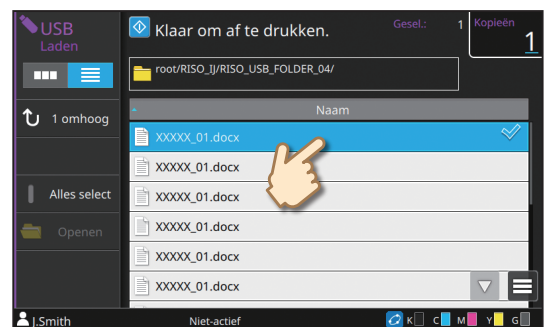 USB
Laden
Klaar om af te drukken.
Gesel.: 1
Kopieën
1
root/RISO_IJ/RISO_USB_FOLDER_04/
1 omhoog
Naam
XXXXX_01.docx
XXXXX_01.docx
Alles select
XXXXX_01.docx
Openen
XXXXX_01.docx
XXXXX_01.docx
XXXXX_01.docx
J.Smith
Niet-actief
K C M Y G